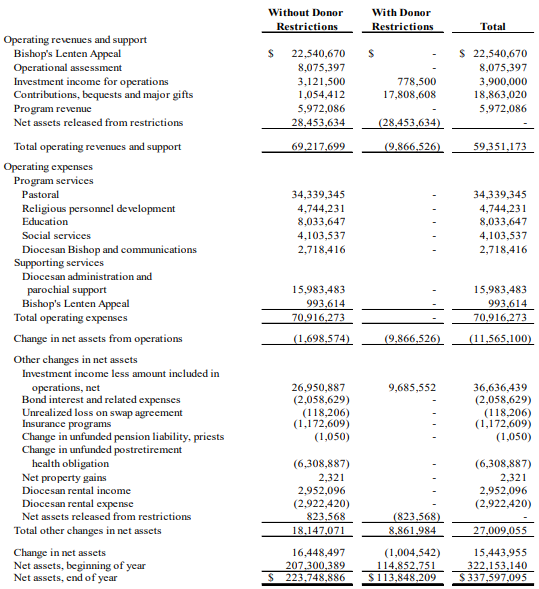 Without Donor With Donor
Restrictions Restrictions Total
Operating revenues and support
Bishop's Lenten Appeal $ 22,540,670 $ - $ 22,540,670
Operational assessment 8,075,397 - 8,075,397
Investment income for operations 3,121,500 778,500 3,900,000
Contributions, bequests and major gifts 1,054,412 17,808,608 18,863,020
Program revenue 5,972,086 - 5,972,086
Net assets released from restrictions 28,453,634 (28,453,634) -
Total operating revenues and support 69,217,699 (9,866,526) 59,351,173
Operating expenses
Program services
Pastoral 34,339,345 - 34,339,345
Religious personnel development 4,744,231 - 4,744,231
Education 8,033,647 - 8,033,647
Social services 4,103,537 - 4,103,537
Diocesan Bishop and communications 2,718,416 - 2,718,416
Supporting services
Diocesan administration and
parochial support 15,983,483 - 15,983,483
Bishop's Lenten Appeal 993,614 - 993,614
Total operating expenses 70,916,273 - 70,916,273
Change in net assets from operations (1,698,574) (9,866,526) (11,565,100)
Other changes in net assets
Investment income less amount included in
operations, net 26,950,887 9,685,552 36,636,439
Bond interest and related expenses (2,058,629) - (2,058,629)
Unrealized loss on swap agreement (118,206) - (118,206)
Insurance programs (1,172,609) - (1,172,609)
Change in unfunded pension liability, priests (1,050) - (1,050)
Change in unfunded postretirement
health obligation (6,308,887) - (6,308,887)
Net property gains 2,321 - 2,321
Diocesan rental income 2,952,096 - 2,952,096
Diocesan rental expense (2,922,420) - (2,922,420)
Net assets released from restrictions 823,568 (823,568) -
Total other changes in net assets 18,147,071 8,861,984 27,009,055
Change in net assets 16,448,497 (1,004,542) 15,443,955
Net assets, beginning of year 207,300,389 114,852,751 322,153,140
Net assets, end of year $ 223,748,886 $ 113,848,209 $ 337,597,095